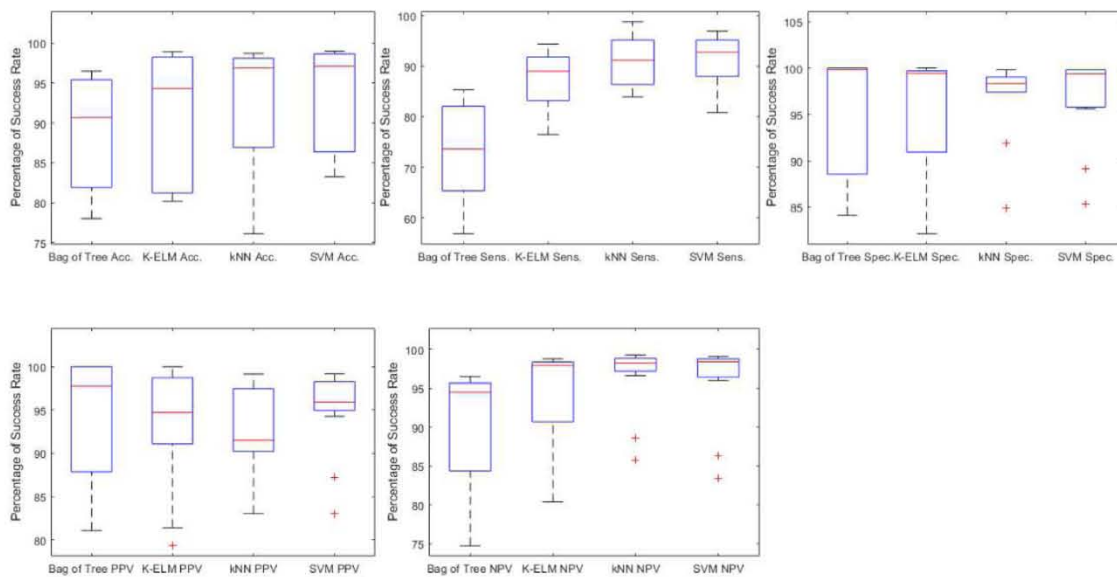 Percentage of Success Rate
100
95
90
85
80
75
Bag of Tree Acc. K-ELM Acc. kNN Acc. SVM Acc.
Percentage of Success Rate
100
90
80
70
60
Bag of Tree Sens. K-ELM Sens. kNN Sens. SVM Sens.
Percentage of Success Rate
105
100
95
90
85
Bag of Tree Spec. K-ELM Spec. kNN Spec. SVM Spec.
Percentage of Success Rate
100
95
90
85
80
Bag of Tree PPV K-ELM PPV kNN PPV SVM PPV
Percentage of Success Rate
100
95
90
85
80
75
Bag of Tree NPV K-ELM NPV kNN NPV SVM NPV